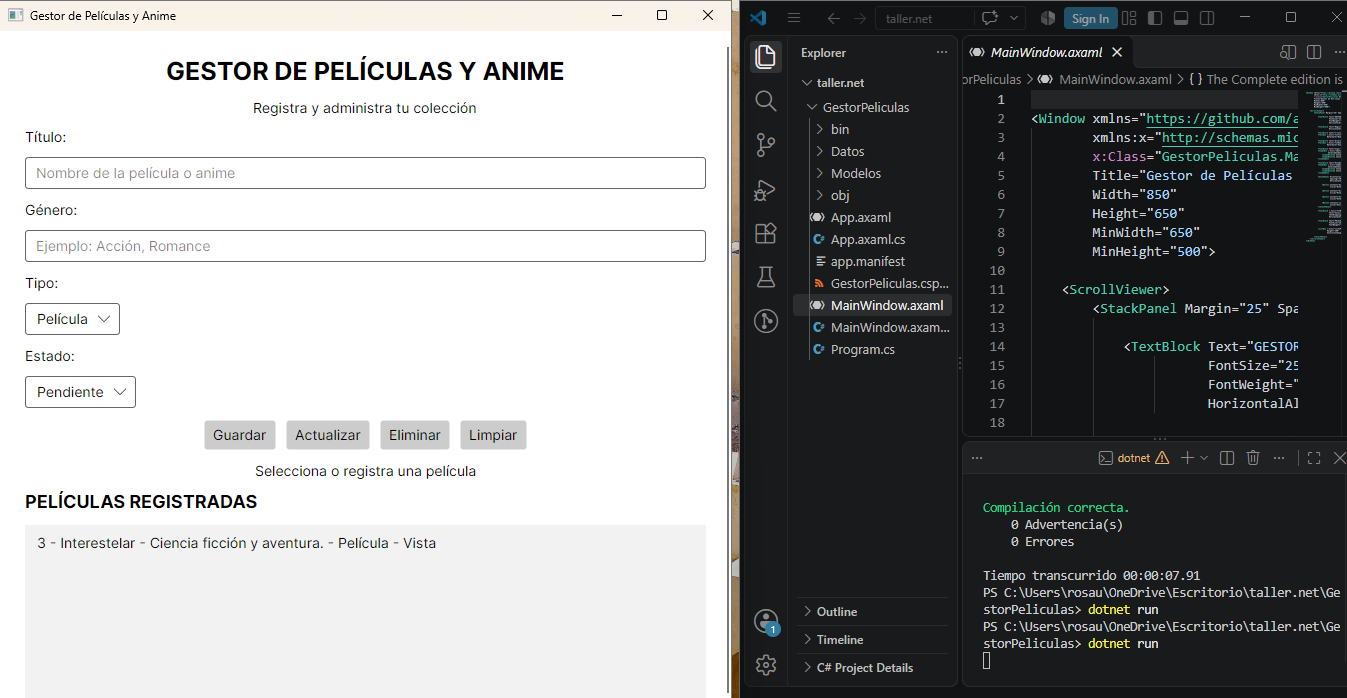 Gestor de Películas y Anime
GESTOR DE PELÍCULAS Y ANIME
Registra y administra tu colección
Título:
Nombre de la película o anime
Género:
Ejemplo: Acción, Romance
Tipo:
Película
Estado:
Pendiente
Guardar Actualizar Eliminar Limpiar
Selecciona o registra una película
PELÍCULAS REGISTRADAS
3 - Interestelar - Ciencia ficción y aventura. - Película - Vista
taller.net
Sign In
Explorer
taller.net
GestorPeliculas
bin
Datos
Modelos
obj
App.axaml
App.axaml.cs
app.manifest
GestorPeliculas.csp...
MainWindow.axaml
MainWindow.axam...
Program.cs
Outline
Timeline
C# Project Details
1
MainWindow.axaml
orPeliculas > MainWindow.axaml > { } The Complete edition is
1
2 <Window xmlns="https://github.com/a
3 xmlns:x="http://schemas.mic
4 x:Class="GestorPeliculas.Ma
5 Title="Gestor de Películas
6 Width="850"
7 Height="650"
8 MinWidth="650"
9 MinHeight="500">
10
11 <ScrollViewer>
12 <StackPanel Margin="25" Spa
13
14 <TextBlock Text="GESTOR
15 FontSize="25
16 FontWeight="
17 HorizontalAl
18
dotnet
Compilación correcta.
0 Advertencia(s)
0 Errores
Tiempo transcurrido 00:00:07.91
PS C:\Users\rosau\OneDrive\Escritorio\taller.net\Ge
storPeliculas> dotnet run
PS C:\Users\rosau\OneDrive\Escritorio\taller.net\Ge
storPeliculas> dotnet run